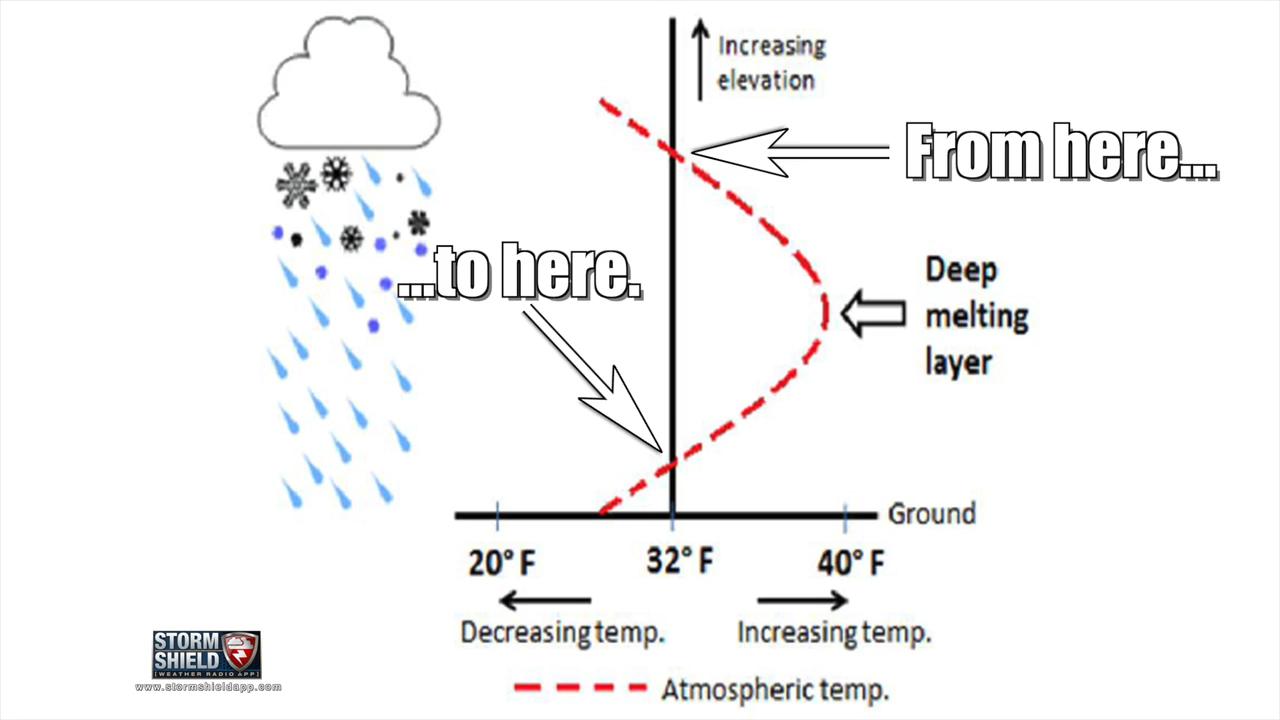 Increasing
elevation
From here...
...to here.
Deep
melting
layer
Ground
20° F
32° F
40° F
Decreasing temp.
Increasing temp.
Atmospheric temp.
STORM
SHIELD
[WEATHER RADIO APP]
www.stormshieldapp.com